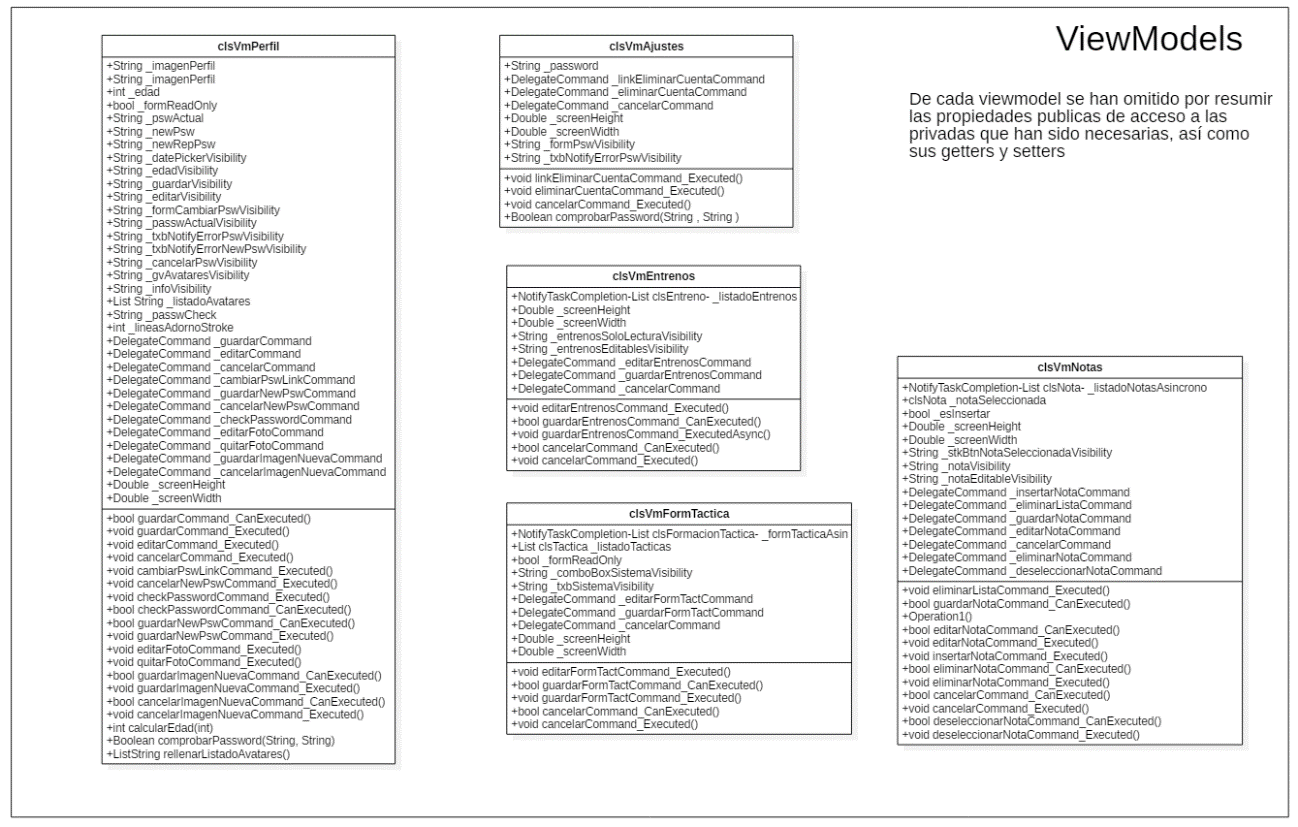 ViewModels
De cada viewmodel se han omitido por resumir
las propiedades publicas de acceso a las
privadas que han sido necesarias, así como
sus getters y setters
clsVmPerfil
+String _imagenPerfil
+String _imagenPerfil
+int _edad
+bool _formReadOnly
+String _pswActual
+String _newPsw
+String _newRepPsw
+String _datePickerVisibility
+String _edadVisibility
+String _guardarVisibility
+String _editarVisibility
+String _formCambiarPswVisibility
+String _passwActualVisibility
+String _txbNotifyErrorPswVisibility
+String _txbNotifyErrorNewPswVisibility
+String _cancelarPswVisibility
+String _gvAvataresVisibility
+String _infoVisibility
+List String _listadoAvatares
+String _passwCheck
+int _lineasAdornoStroke
+DelegateCommand _guardarCommand
+DelegateCommand _editarCommand
+DelegateCommand _cancelarCommand
+DelegateCommand _cambiarPswLinkCommand
+DelegateCommand _guardarNewPswCommand
+DelegateCommand _cancelarNewPswCommand
+DelegateCommand _checkPasswordCommand
+DelegateCommand _editarFotoCommand
+DelegateCommand _quitarFotoCommand
+DelegateCommand _guardarImagenNuevaCommand
+DelegateCommand _cancelarImagenNuevaCommand
+Double _screenHeight
+Double _screenWidth
+bool guardarCommand_CanExecuted()
+void guardarCommand_Executed()
+void editarCommand_Executed()
+void cancelarCommand_Executed()
+void cambiarPswLinkCommand_Executed()
+void cancelarNewPswCommand_Executed()
+void checkPasswordCommand_Executed()
+bool checkPasswordCommand_CanExecuted()
+bool guardarNewPswCommand_CanExecuted()
+void guardarNewPswCommand_Executed()
+void editarFotoCommand_Executed()
+void quitarFotoCommand_Executed()
+bool guardarImagenNuevaCommand_CanExecuted()
+void guardarImagenNuevaCommand_Executed()
+bool cancelarImagenNuevaCommand_CanExecuted()
+void cancelarImagenNuevaCommand_Executed()
+int calcularEdad(int)
+Boolean comprobarPassword(String, String)
+ListString rellenarListadoAvatares()
clsVmAjustes
+String _password
+DelegateCommand _linkEliminarCuentaCommand
+DelegateCommand _eliminarCuentaCommand
+DelegateCommand _cancelarCommand
+Double _screenHeight
+Double _screenWidth
+String _formPswVisibility
+String _txbNotifyErrorPswVisibility
+void linkEliminarCuentaCommand_Executed()
+void eliminarCuentaCommand_Executed()
+void cancelarCommand_Executed()
+Boolean comprobarPassword(String , String )
clsVmEntrenos
+NotifyTaskCompletion-List clsEntreno- _listadoEntrenos
+Double _screenHeight
+Double _screenWidth
+String _entrenosSoloLecturaVisibility
+String _entrenosEditablesVisibility
+DelegateCommand _editarEntrenosCommand
+DelegateCommand _guardarEntrenosCommand
+DelegateCommand _cancelarCommand
+void editarEntrenosCommand_Executed()
+bool guardarEntrenosCommand_CanExecuted()
+void guardarEntrenosCommand_ExecutedAsync()
+bool cancelarCommand_CanExecuted()
+void cancelarCommand_Executed()
clsVmFormTactica
+NotifyTaskCompletion-List clsFormacionTactica- _formTacticaAsin
+List clsTactica _listadoTacticas
+bool _formReadOnly
+String _comboBoxSistemaVisibility
+String _txbSistemaVisibility
+DelegateCommand _editarFormTactCommand
+DelegateCommand _guardarFormTactCommand
+DelegateCommand _cancelarCommand
+Double _screenHeight
+Double _screenWidth
+void editarFormTactCommand_Executed()
+bool guardarFormTactCommand_CanExecuted()
+void guardarFormTactCommand_Executed()
+bool cancelarCommand_CanExecuted()
+void cancelarCommand_Executed()
clsVmNotas
+NotifyTaskCompletion-List clsNota- _listadoNotasAsincrono
+clsNota _notaSeleccionada
+bool _esInsertar
+Double _screenHeight
+Double _screenWidth
+String _stkBtnNotaSeleccionadaVisibility
+String _notaVisibility
+String _notaEditableVisibility
+DelegateCommand _insertarNotaCommand
+DelegateCommand _eliminarListaCommand
+DelegateCommand _guardarNotaCommand
+DelegateCommand _editarNotaCommand
+DelegateCommand _cancelarCommand
+DelegateCommand _eliminarNotaCommand
+DelegateCommand _deseleccionarNotaCommand
+void eliminarListaCommand_Executed()
+bool guardarNotaCommand_CanExecuted()
+Operation1()
+bool editarNotaCommand_CanExecuted()
+void editarNotaCommand_Executed()
+void insertarNotaCommand_Executed()
+bool eliminarNotaCommand_CanExecuted()
+void eliminarNotaCommand_Executed()
+bool cancelarCommand_CanExecuted()
+void cancelarCommand_Executed()
+bool deseleccionarNotaCommand_CanExecuted()
+void deseleccionarNotaCommand_Executed()